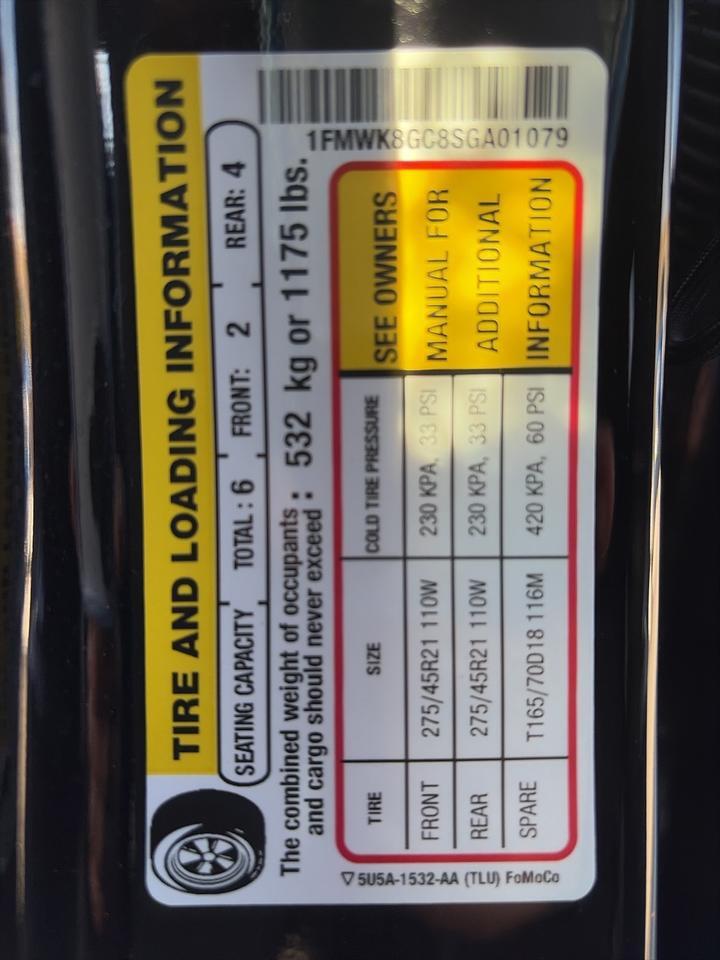 TIRE AND LOADING INFORMATION
SEATING CAPACITY TOTAL : 6 FRONT: 2 REAR: 4
The combined weight of occupants : 532 kg or 1175 lbs.
and cargo should never exceed :
1FMWK8GC8SGA01079
TIRE SIZE COLD TIRE PRESSURE SEE OWNERS
FRONT 275/45R21 110W 230 KPA, 33 PSI MANUAL FOR
REAR 275/45R21 110W 230 KPA, 33 PSI ADDITIONAL
SPARE T165/70D18 116M 420 KPA, 60 PSI INFORMATION
▽ 5U5A-1532-AA (TLU) FoMoCo